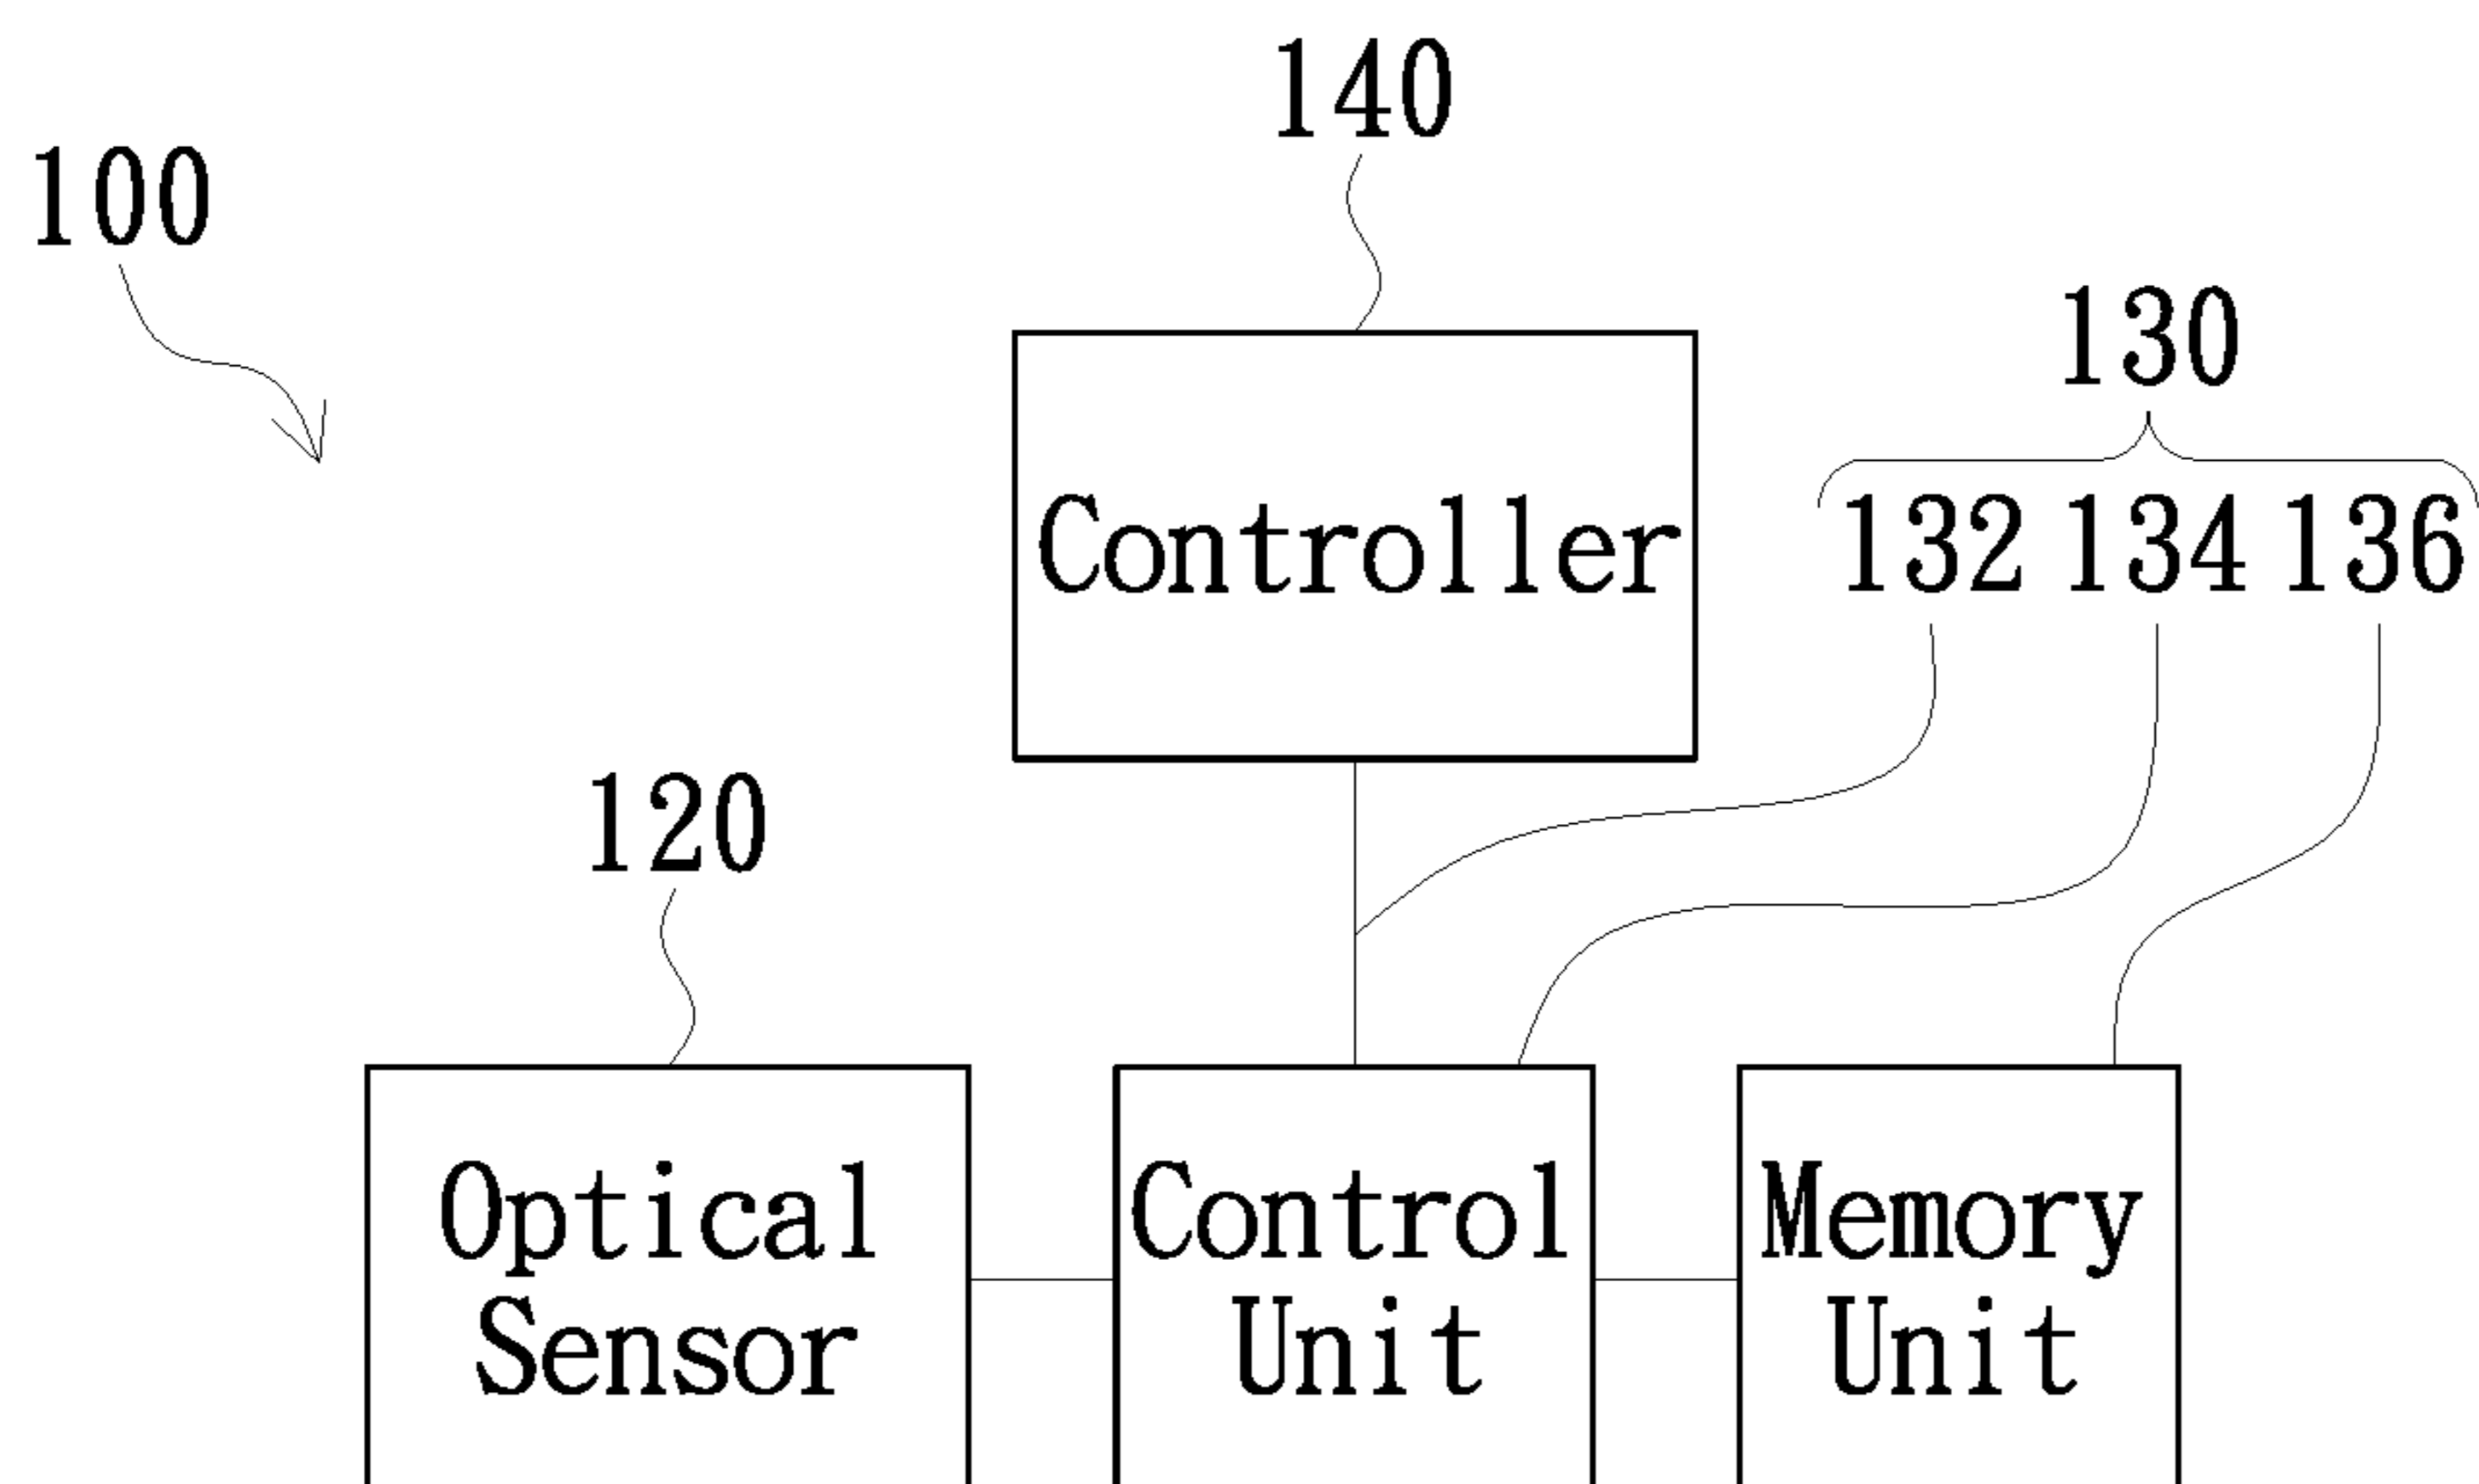 140
100
130
Controller
132 134 136
120
Optical
Sensor
Control
Unit
Memory
Unit